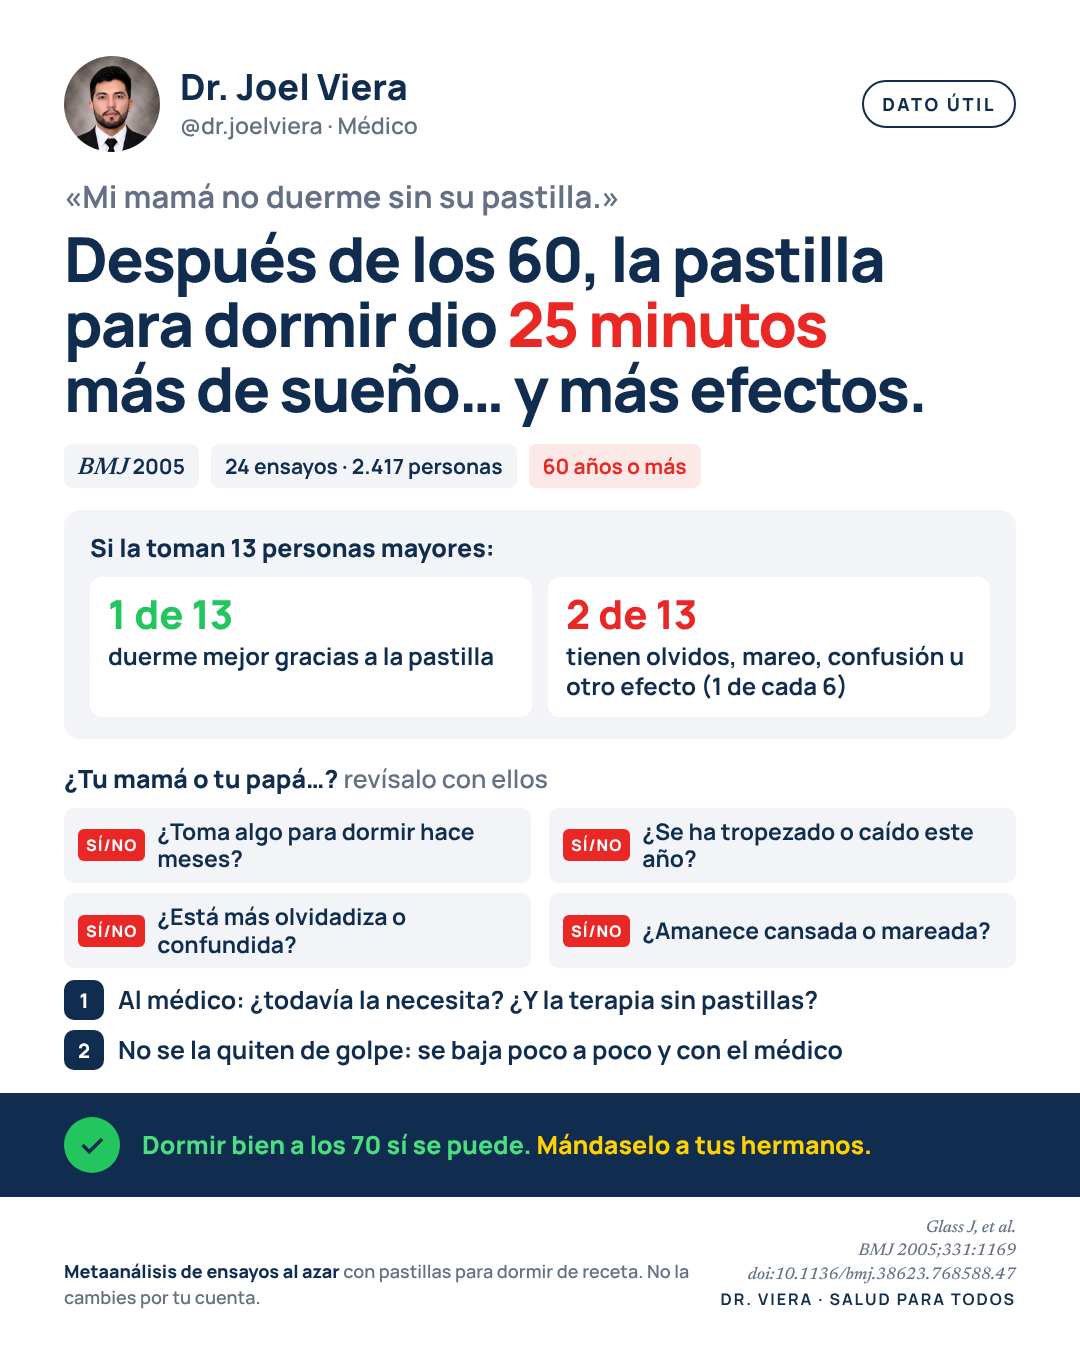 Dr. Joel Viera
@dr.joelviera · Médico
DATO ÚTIL
«Mi mamá no duerme sin su pastilla.»
Después de los 60, la pastilla
para dormir dio 25 minutos
más de sueño... y más efectos.
BMJ 2005
24 ensayos · 2.417 personas
60 años o más
Si la toman 13 personas mayores:
1 de 13
duerme mejor gracias a la pastilla
2 de 13
tienen olvidos, mareo, confusión u
otro efecto (1 de cada 6)
¿Tu mamá o tu papá...? revísalo con ellos
SÍ/NO
¿Toma algo para dormir hace
meses?
SÍ/NO
¿Se ha tropezado o caído este
año?
SÍ/NO
¿Está más olvidadiza o
confundida?
SÍ/NO
¿Amanece cansada o mareada?
1
Al médico: ¿todavía la necesita? ¿Y la terapia sin pastillas?
2
No se la quiten de golpe: se baja poco a poco y con el médico
Dormir bien a los 70 sí se puede. Mándaselo a tus hermanos.
Metaanálisis de ensayos al azar con pastillas para dormir de receta. No la
cambies por tu cuenta.
Glass J, et al.
BMJ 2005;331:1169
doi:10.1136/bmj.38623.768588.47
DR. VIERA · SALUD PARA TODOS